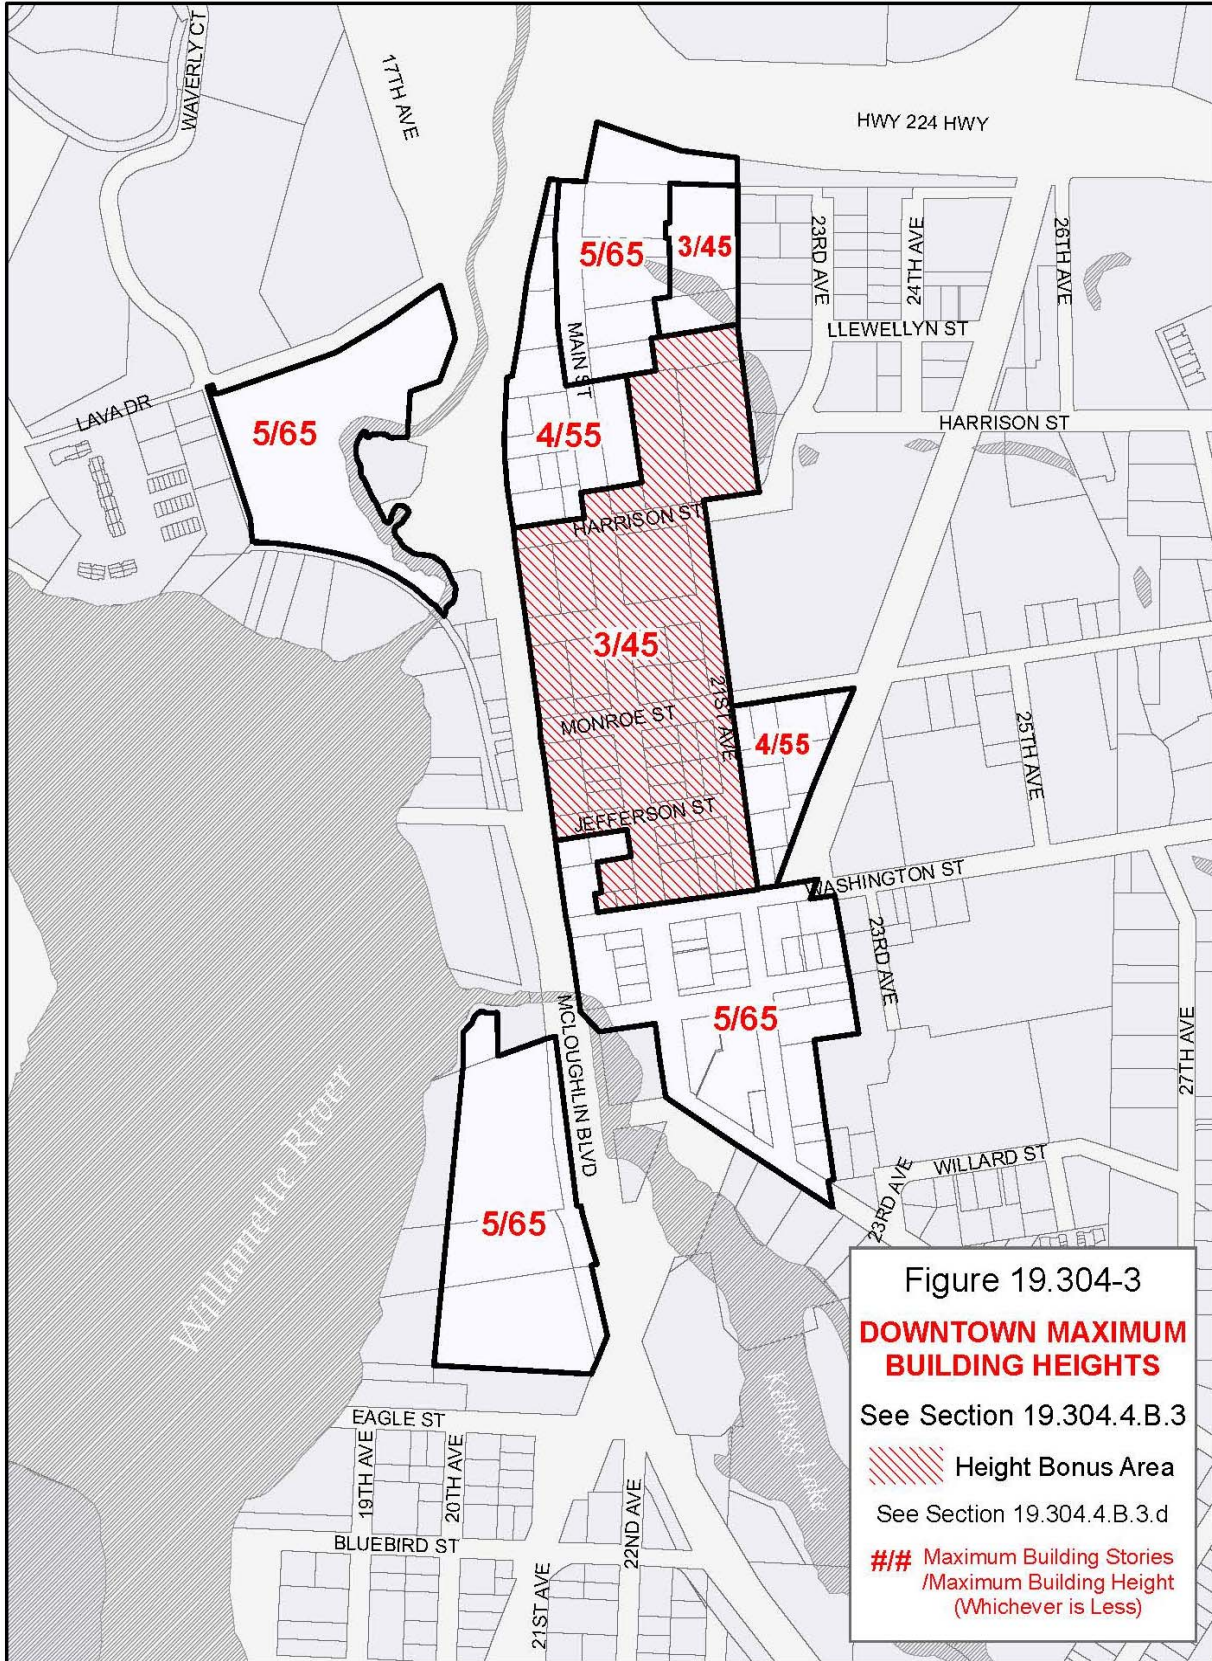 WAVERLY CT
17TH AVE
HWY 224 HWY
5/65
3/45
23RD AVE
24TH AVE
26TH AVE
MAIN ST
LLEWELLYN ST
LAVA DR
5/65
4/55
HARRISON ST
HARRISON ST
3/45
21ST AVE
MONROE ST
4/55
25TH AVE
JEFFERSON ST
WASHINGTON ST
23RD AVE
MCLOUGHLIN BLVD
5/65
27TH AVE
Willamette River
WILLARD ST
23RD AVE
5/65
Kellogg Lake
EAGLE ST
19TH AVE
20TH AVE
22ND AVE
BLUEBIRD ST
21ST AVE
Figure 19.304-3
DOWNTOWN MAXIMUM
BUILDING HEIGHTS
See Section 19.304.4.B.3
Height Bonus Area
See Section 19.304.4.B.3.d
#/# Maximum Building Stories
/Maximum Building Height
(Whichever is Less)